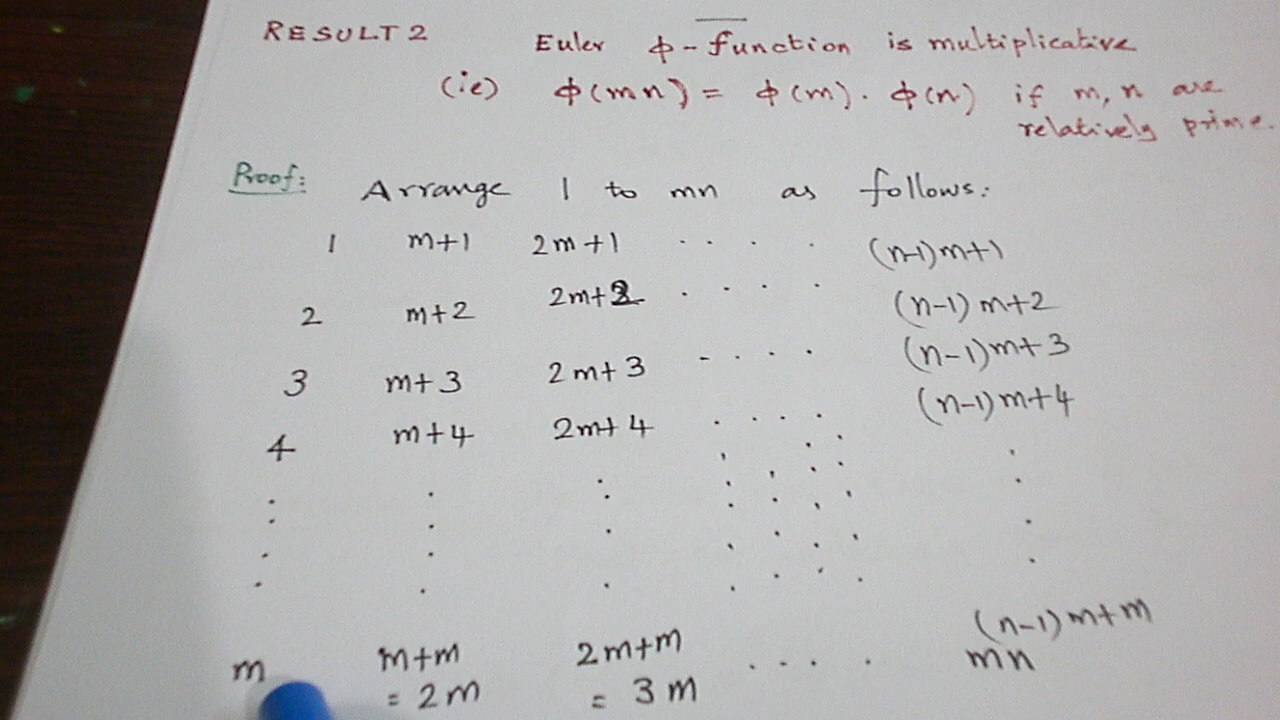 RESULT 2 Euler ϕ-function is multiplicative
(ie) ϕ(mn) = ϕ(m). ϕ(n) if m, n are
relatively prime.
Proof: Arrange 1 to mn as follows:
1 m+1 2m+1 . . . . (n-1)m+1
2 m+2 2m+2 . . . . (n-1)m+2
3 m+3 2m+3 . . . . (n-1)m+3
4 m+4 2m+4 . . . . (n-1)m+4
m m+m 2m+m . . . . (n-1)m+m
= 2m = 3m mn